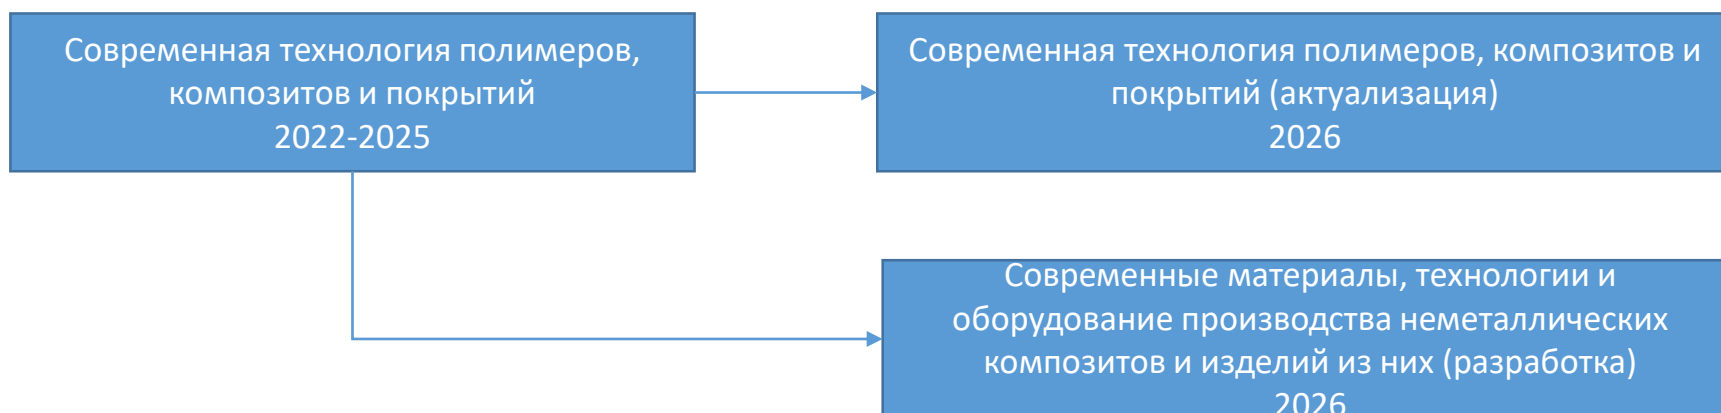 Современная технология полимеров,
композитов и покрытий
2022-2025
Современная технология полимеров, композитов и
покрытий (актуализация)
2026
Современные материалы, технологии и
оборудование производства неметаллических
композитов и изделий из них (разработка)
2026